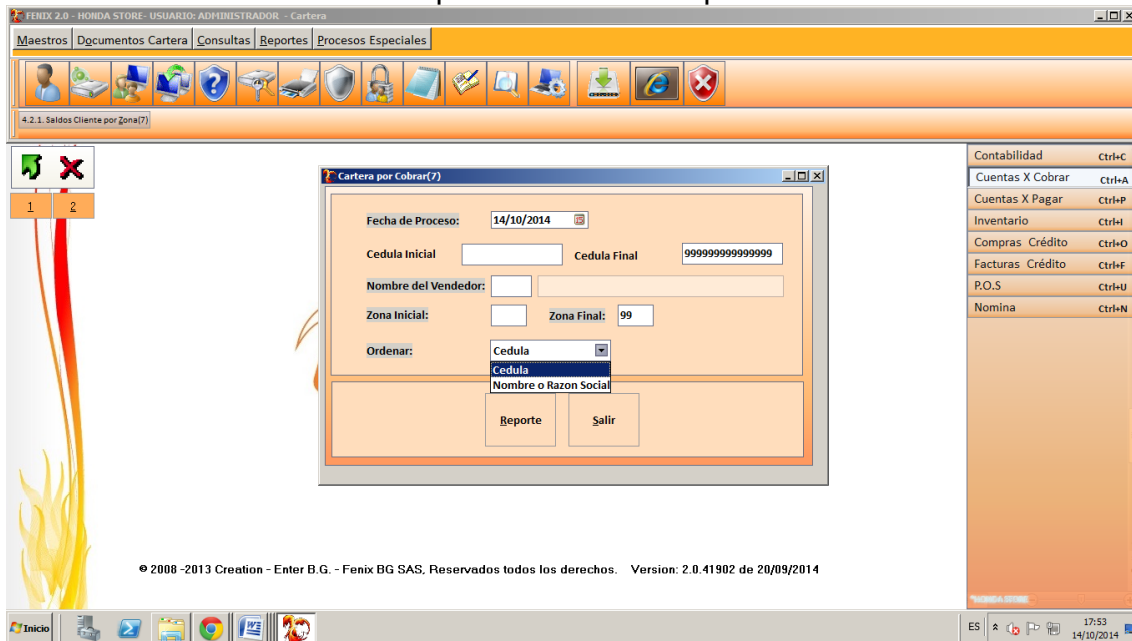 FENIX 2.0 - HONDA STORE- USUARIO: ADMINISTRADOR - Cartera
Maestros Documentos Cartera Consultas Reportes Procesos Especiales
4.2.1. Saldos Cliente por Zona(7)
1 2
Cartera por Cobrar(7)
Fecha de Proceso: 14/10/2014
Cedula Inicial Cedula Final 999999999999999
Nombre del Vendedor:
Zona Inicial: Zona Final: 99
Ordenar: Cedula
Cedula
Nombre o Razon Social
Reporte Salir
Contabilidad Ctrl+C
Cuentas X Cobrar Ctrl+A
Cuentas X Pagar Ctrl+P
Inventario Ctrl+I
Compras Crédito Ctrl+O
Facturas Crédito Ctrl+F
P.O.S Ctrl+U
Nomina Ctrl+N
© 2008 -2013 Creation - Enter B.G. - Fenix BG SAS, Reservados todos los derechos. Version: 2.0.41902 de 20/09/2014
Inicio
ES 17:53
14/10/2014